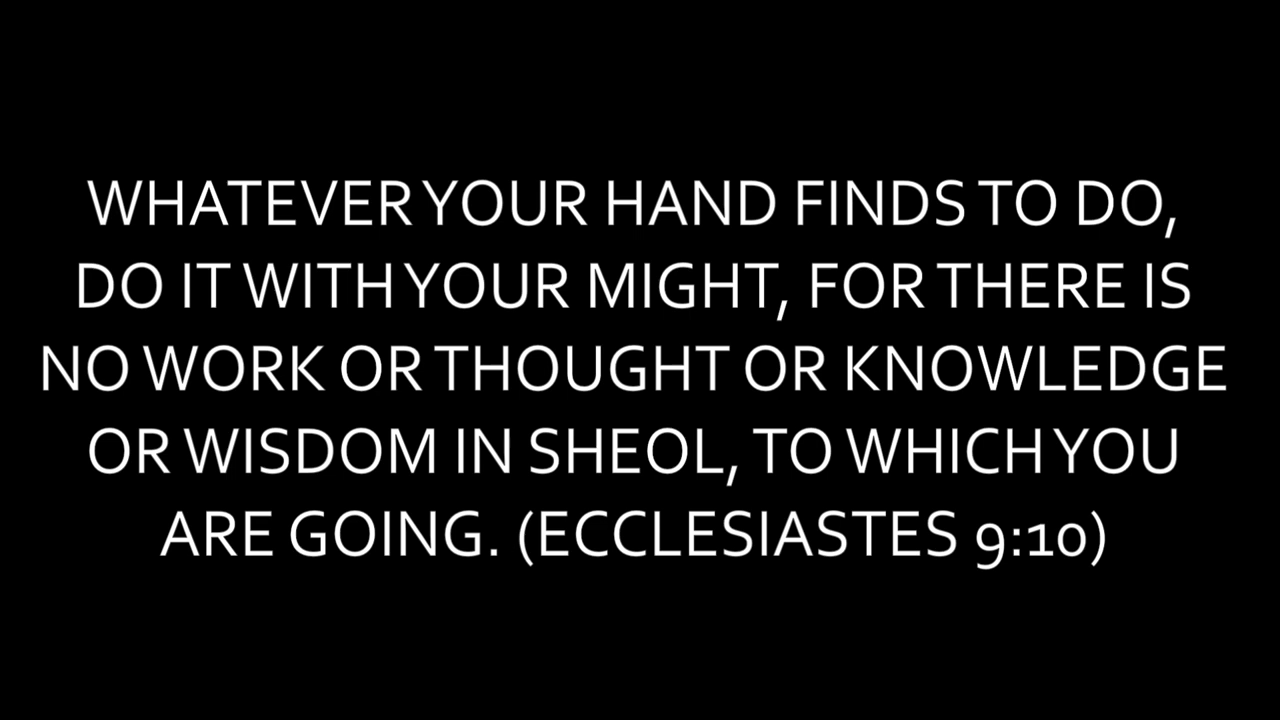 WHATEVER YOUR HAND FINDS TO DO,
DO IT WITH YOUR MIGHT, FOR THERE IS
NO WORK OR THOUGHT OR KNOWLEDGE
OR WISDOM IN SHEOL, TO WHICH YOU
ARE GOING. (ECCLESIASTES 9:10)